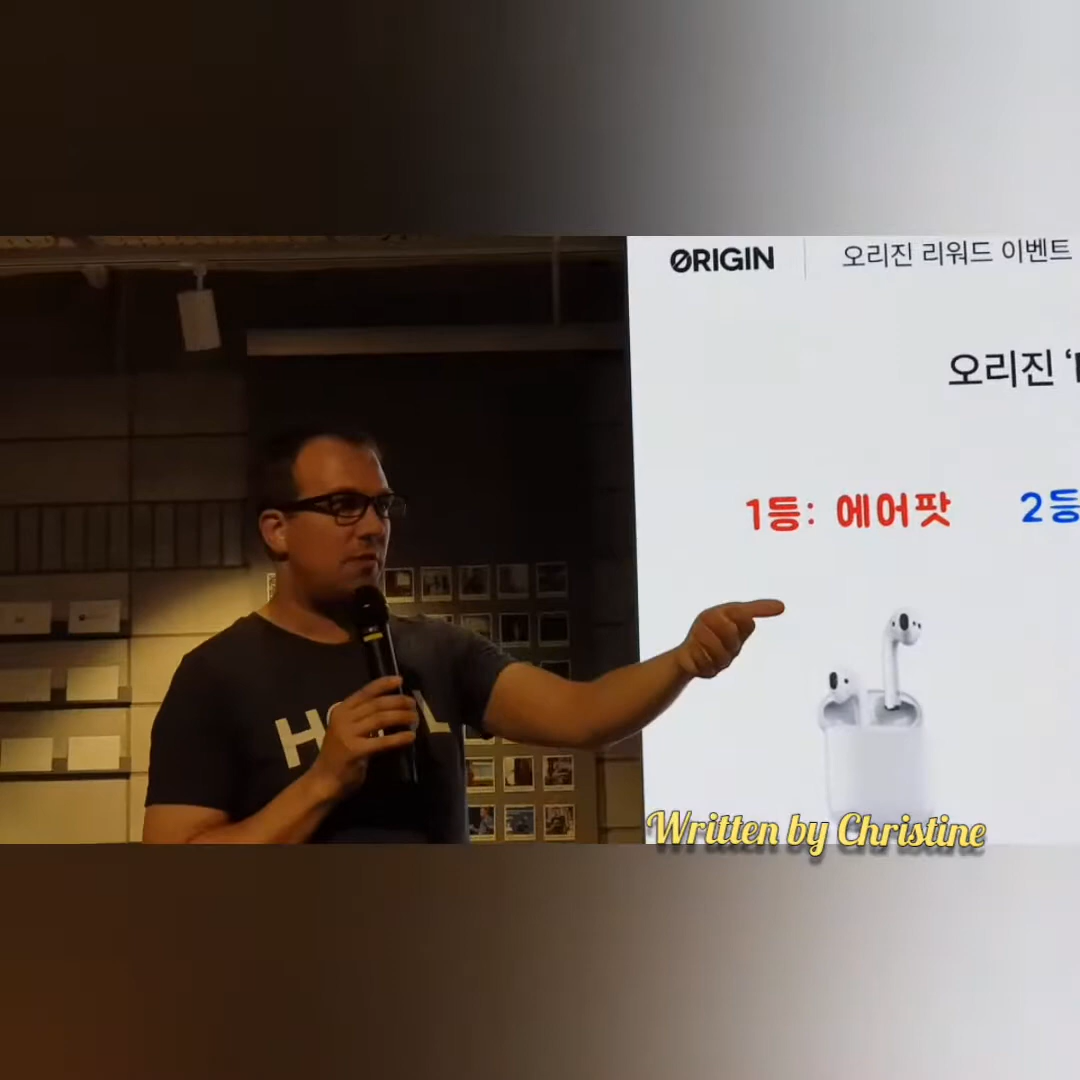 ØRIGIN
오리진 리워드 이벤트
오리진
1등: 에어팟
2등
Written by Christine